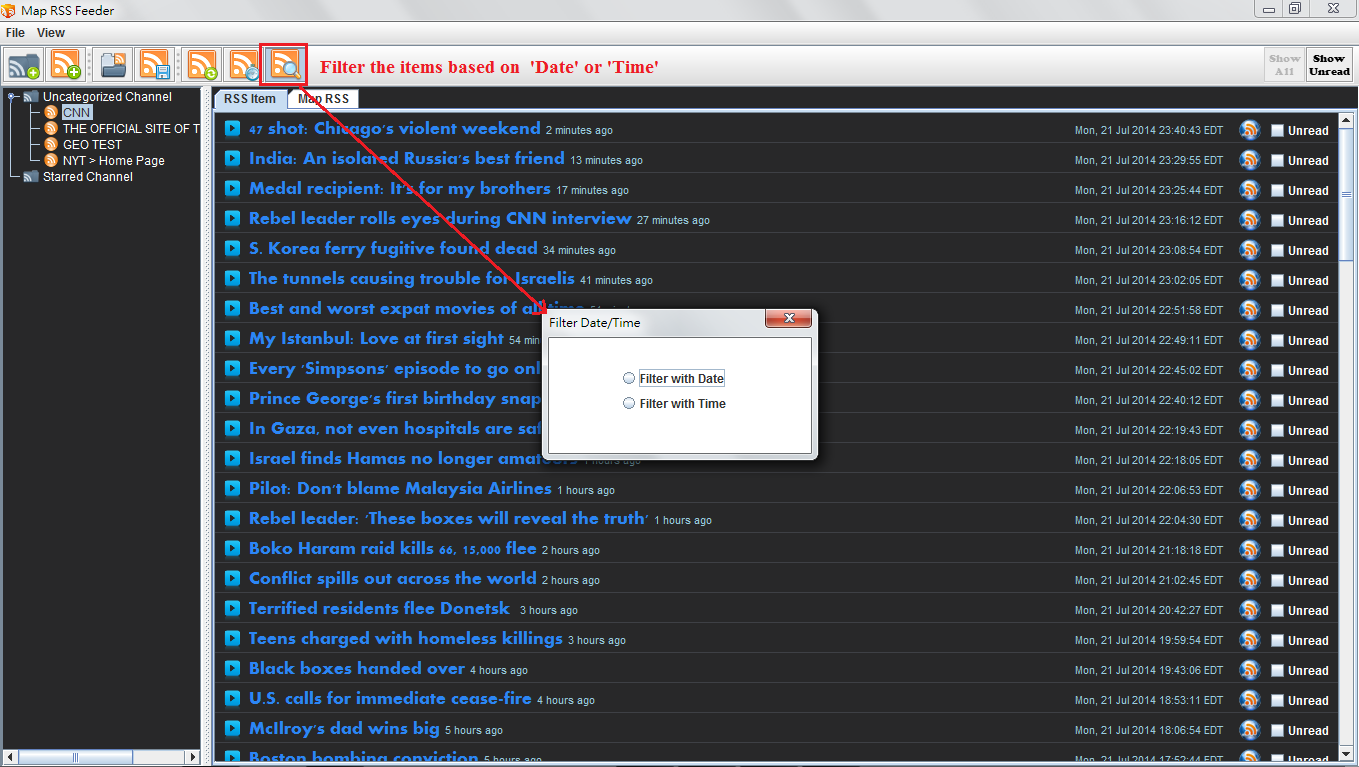 Map RSS Feeder
File View
Filter the items based on 'Date' or 'Time'
Show All
Show Unread
Uncategorized Channel
CNN
THE OFFICIAL SITE OF T
GEO TEST
NYT > Home Page
Starred Channel
RSS Item Map RSS
47 shot: Chicago's violent weekend 2 minutes ago Mon, 21 Jul 2014 23:40:43 EDT Unread
India: An isolated Russia's best friend 13 minutes ago Mon, 21 Jul 2014 23:29:55 EDT Unread
Medal recipient: It's for my brothers 17 minutes ago Mon, 21 Jul 2014 23:25:44 EDT Unread
Rebel leader rolls eyes during CNN interview 27 minutes ago Mon, 21 Jul 2014 23:16:12 EDT Unread
S. Korea ferry fugitive found dead 34 minutes ago Mon, 21 Jul 2014 23:08:54 EDT Unread
The tunnels causing trouble for Israelis 41 minutes ago Mon, 21 Jul 2014 23:02:05 EDT Unread
Best and worst expat movies of all time Mon, 21 Jul 2014 22:51:58 EDT Unread
My Istanbul: Love at first sight 54 min Mon, 21 Jul 2014 22:49:11 EDT Unread
Every 'Simpsons' episode to go onl Mon, 21 Jul 2014 22:45:02 EDT Unread
Prince George's first birthday snap Mon, 21 Jul 2014 22:40:12 EDT Unread
In Gaza, not even hospitals are saf Mon, 21 Jul 2014 22:19:43 EDT Unread
Israel finds Hamas no longer amateurs 1 hours ago Mon, 21 Jul 2014 22:18:05 EDT Unread
Pilot: Don't blame Malaysia Airlines 1 hours ago Mon, 21 Jul 2014 22:06:53 EDT Unread
Rebel leader: 'These boxes will reveal the truth' 1 hours ago Mon, 21 Jul 2014 22:04:30 EDT Unread
Boko Haram raid kills 66, 15,000 flee 2 hours ago Mon, 21 Jul 2014 21:18:18 EDT Unread
Conflict spills out across the world 2 hours ago Mon, 21 Jul 2014 21:02:45 EDT Unread
Terrified residents flee Donetsk 3 hours ago Mon, 21 Jul 2014 20:42:27 EDT Unread
Teens charged with homeless killings 3 hours ago Mon, 21 Jul 2014 19:59:54 EDT Unread
Black boxes handed over 4 hours ago Mon, 21 Jul 2014 19:43:06 EDT Unread
U.S. calls for immediate cease-fire 4 hours ago Mon, 21 Jul 2014 18:53:11 EDT Unread
McIlroy's dad wins big 5 hours ago Mon, 21 Jul 2014 18:06:54 EDT Unread
Boston bombing conviction 5 hours ago Mon, 21 Jul 2014 17:52:44 EDT Unread
Filter Date/Time
Filter with Date
Filter with Time